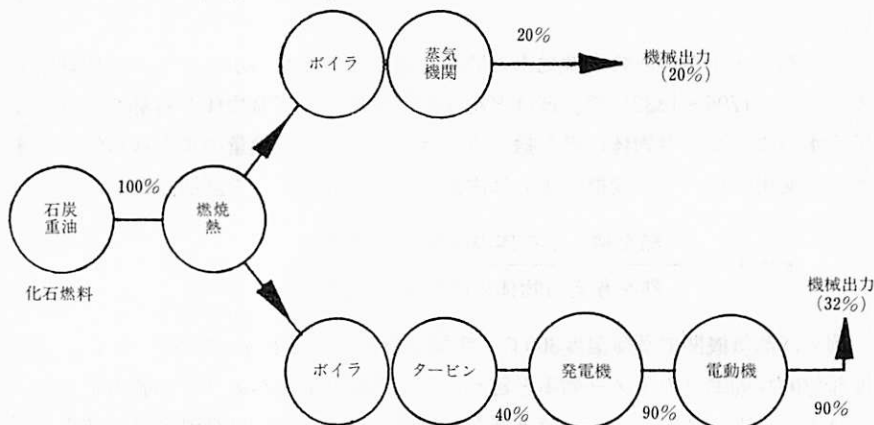 20%
ボイラ
蒸気
機関
機械出力
(20%)
100%
石炭
重油
燃焼
熱
化石燃料
機械出力
(32%)
ボイラ
タービン
発電機
電動機
40%
90%
90%